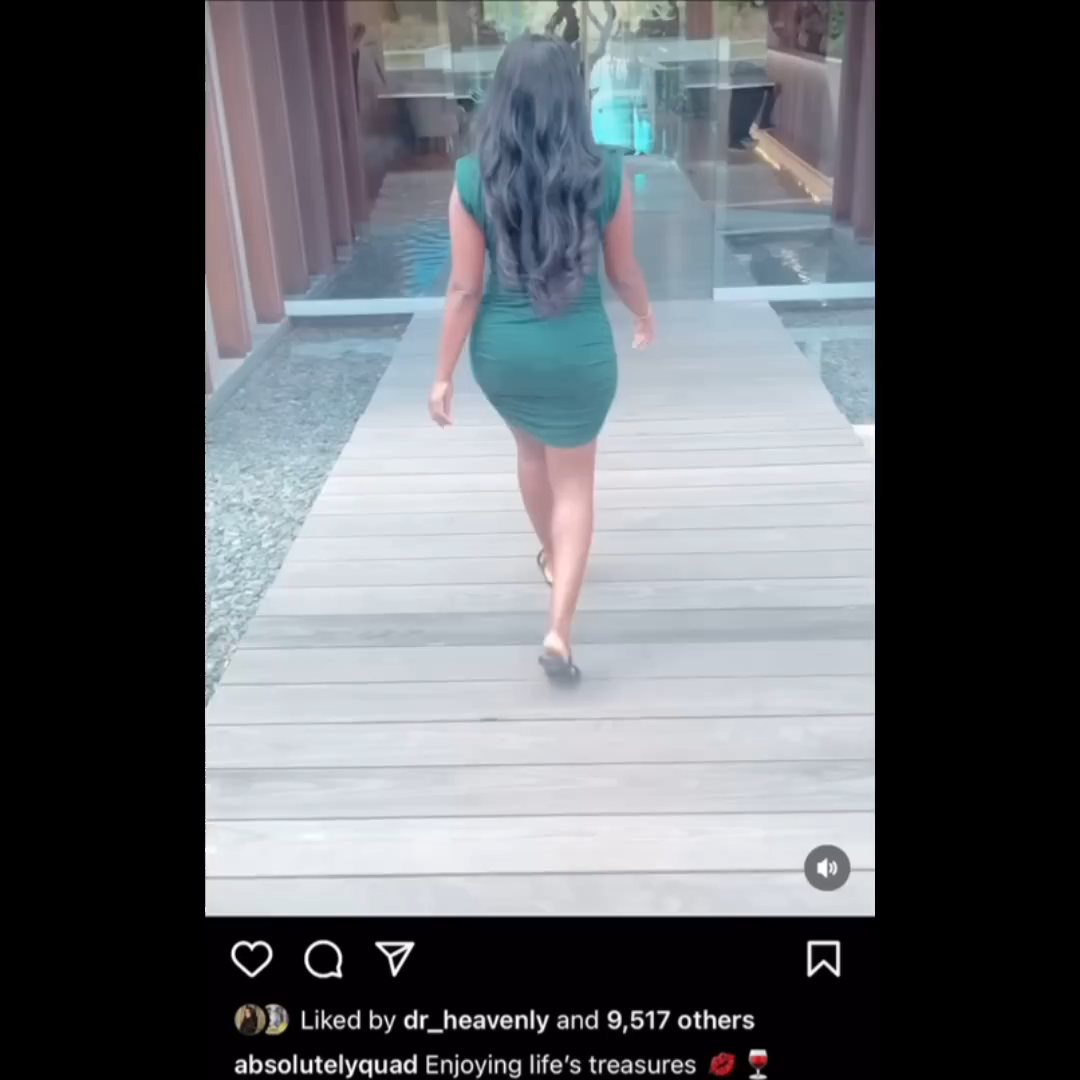 Liked by dr_heavenly and 9,517 others
absolutelyquad Enjoying life's treasures 💋🍷